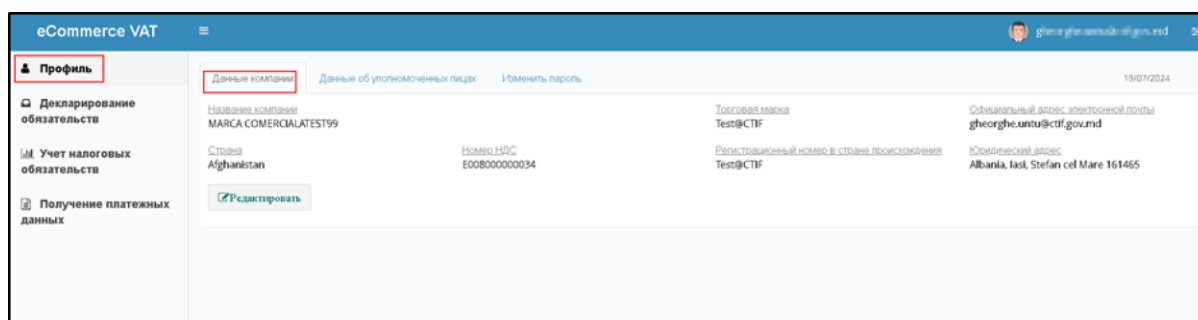 eCommerce VAT
Профиль
Декларирование
обязательств
Учет налоговых
обязательств
Получение платежных
данных
Данные компании Данные об уполномоченных лицах Изменить пароль 19/07/2024
Название компании Торговая марка Официальный адрес электронной почты
MARCA COMERCIALATEST99 Test@CTIF gheorghe.untu@ctif.gov.md
Страна Номер НДС Регистрационный номер в стране происхождения Юридический адрес
Afghanistan E008000000034 Test@CTIF Albania, Iasi, Stefan cel Mare 161465
Редактировать